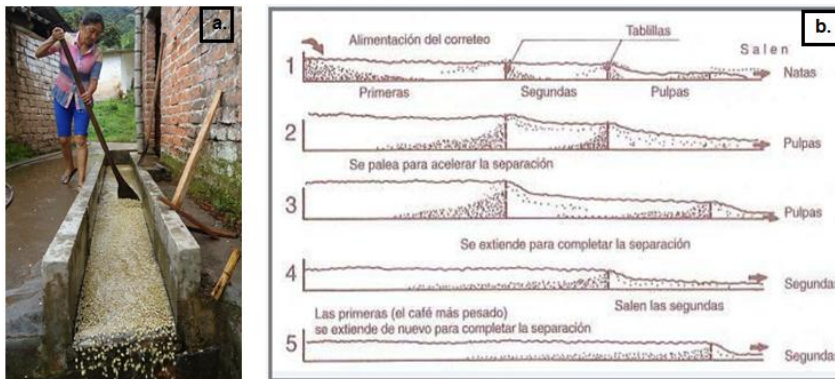 a.
b.
Alimentación del correteo
Tablillas
Salen
1
Natas
Primeras
Segundas
Pulpas
2
Pulpas
Se palea para acelerar la separación
3
Pulpas
Se extiende para completar la separación
4
Segundas
Salen las segundas
Las primeras (el café más pesado)
se extiende de nuevo para completar la separación
5
Segundas